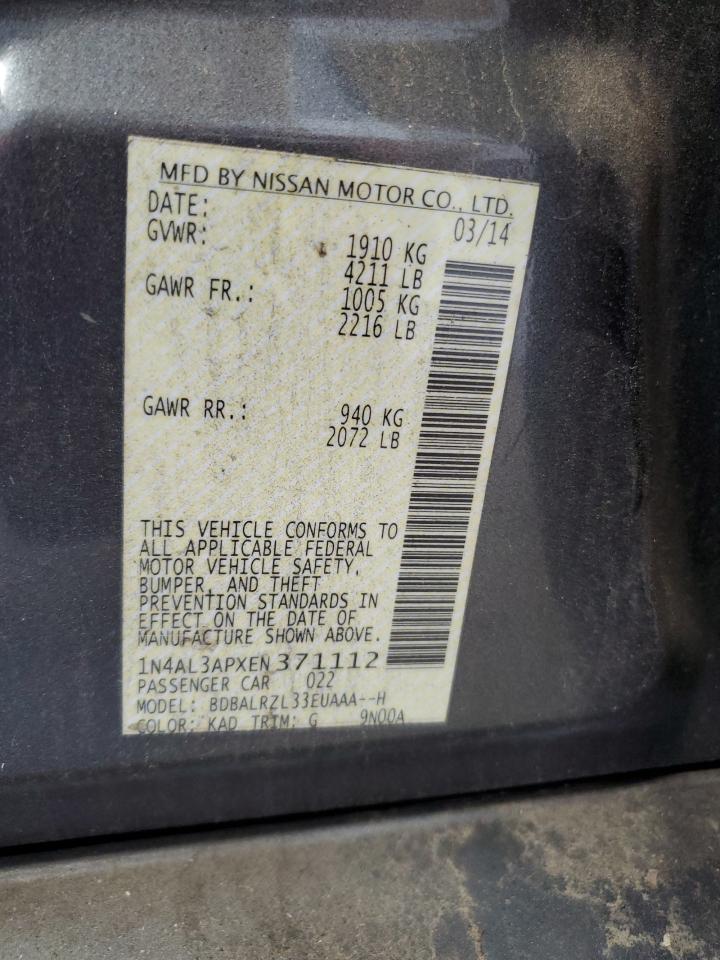 MFD BY NISSAN MOTOR CO., LTD.
DATE: 03/14
GVWR: 1910 KG
4211 LB
GAWR FR.: 1005 KG
2216 LB
GAWR RR.: 940 KG
2072 LB
THIS VEHICLE CONFORMS TO
ALL APPLICABLE FEDERAL
MOTOR VEHICLE SAFETY,
BUMPER, AND THEFT
PREVENTION STANDARDS IN
EFFECT ON THE DATE OF
MANUFACTURE SHOWN ABOVE.
1N4AL3APXEN371112
PASSENGER CAR 022
MODEL: BDBALRZL33EUAAA--H
COLOR: KAD TRIM: G 9N00A